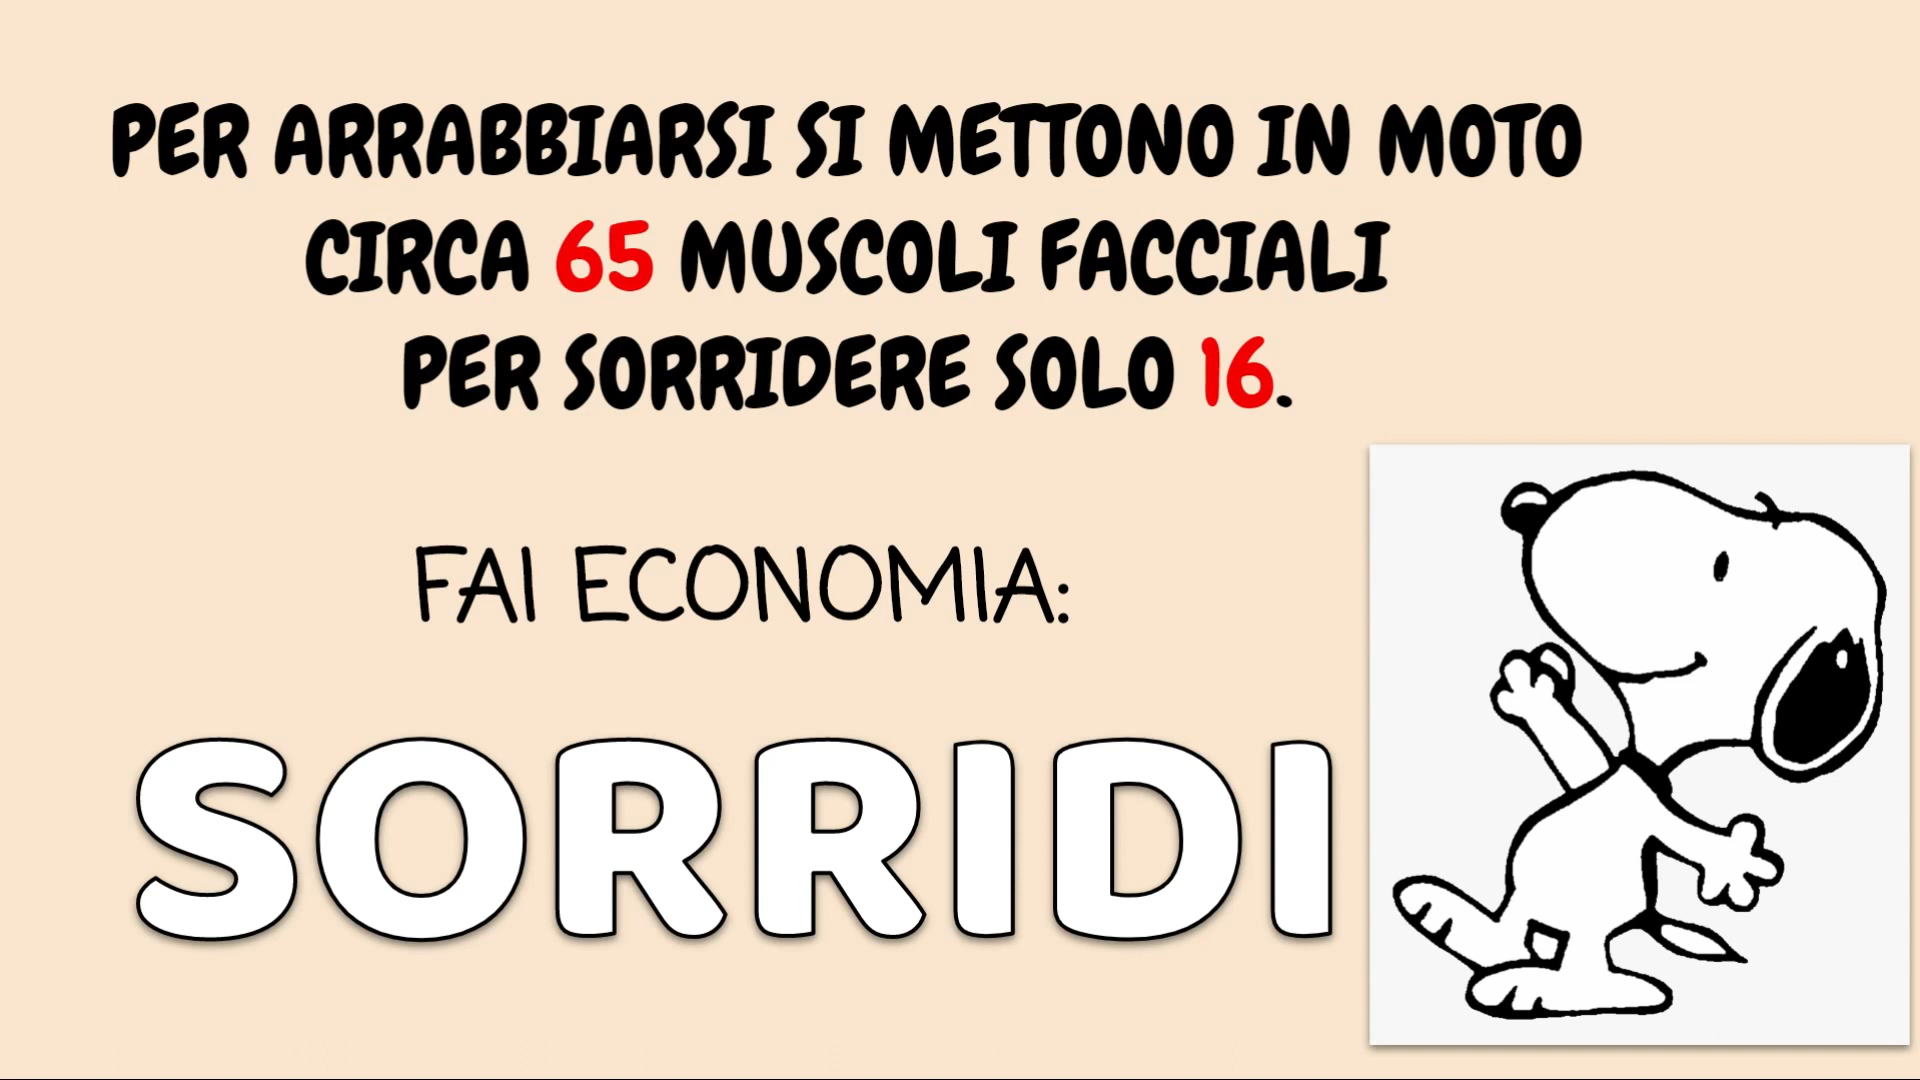 PER ARRABBIARSI SI METTONO IN MOTO
CIRCA 65 MUSCOLI FACCIALI
PER SORRIDERE SOLO 16.
FAI ECONOMIA:
SORRIDI